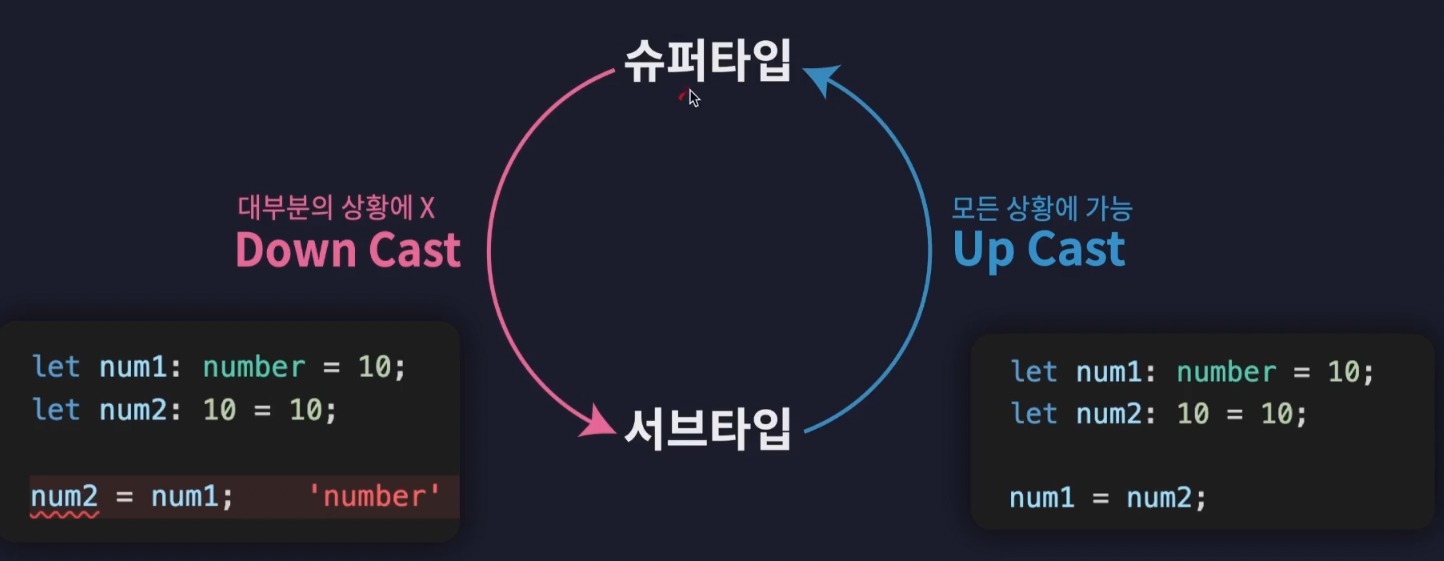 슈퍼타입
대부분의 상황에 X
Down Cast
모든 상황에 가능
Up Cast
let num1: number = 10;
let num2: 10 = 10;
num2 = num1; 'number'
서브타입
let num1: number = 10;
let num2: 10 = 10;
num1 = num2;